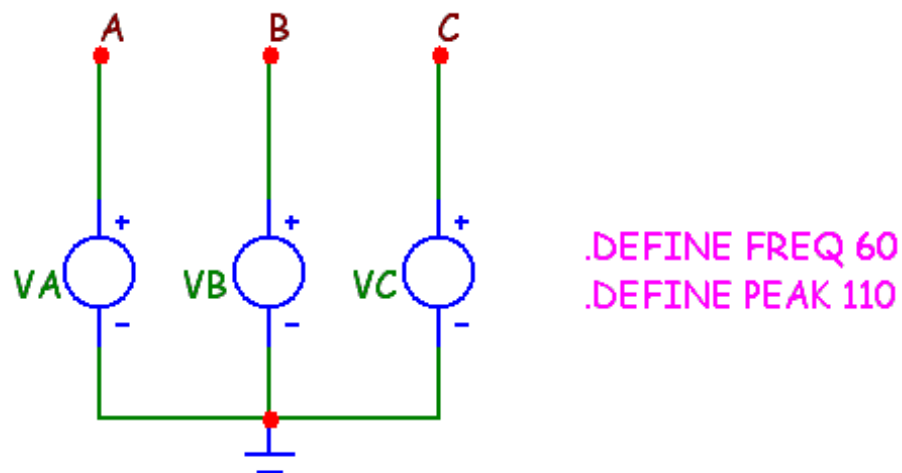 A B C
+ + +
VA VB VC
- - -
.DEFINE FREQ 60
.DEFINE PEAK 110